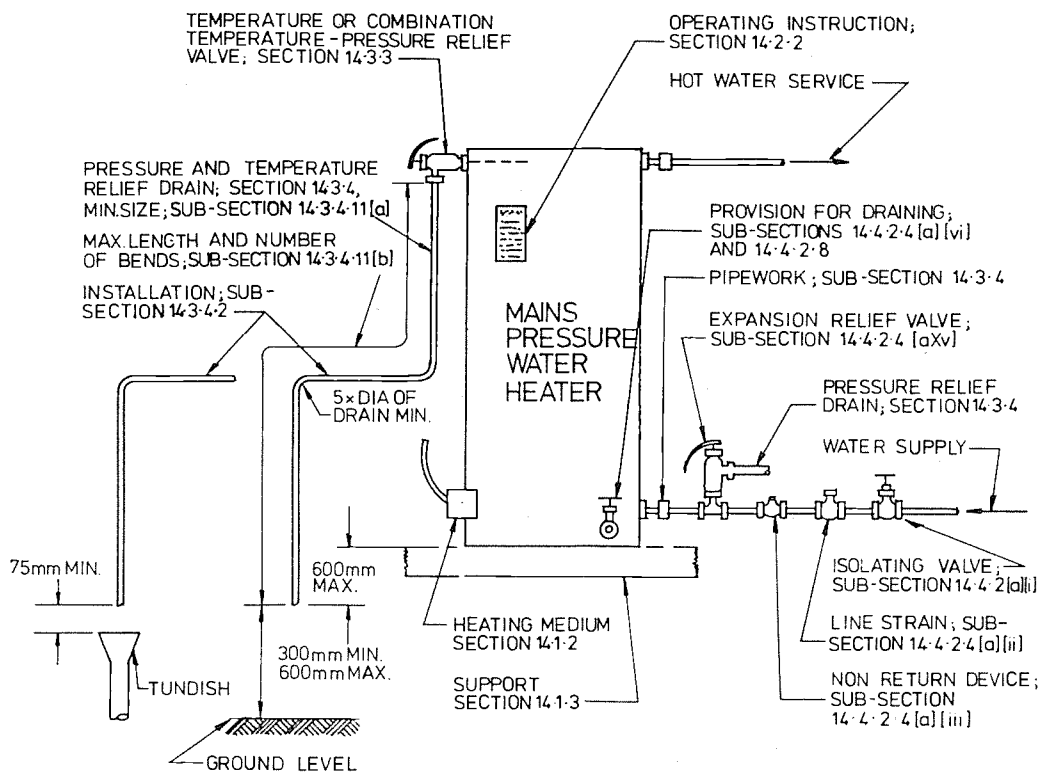 TEMPERATURE OR COMBINATION
TEMPERATURE-PRESSURE RELIEF
VALVE; SECTION 14·3·3
OPERATING INSTRUCTION;
SECTION 14·2·2
HOT WATER SERVICE
PRESSURE AND TEMPERATURE
RELIEF DRAIN; SECTION 14·3·4,
MIN.SIZE; SUB-SECTION 14·3·4·11[a]
MAX.LENGTH AND NUMBER
OF BENDS; SUB-SECTION 14·3·4·11[b]
INSTALLATION; SUB-
SECTION 14·3·4·2
5×DIA OF
DRAIN MIN.
MAINS
PRESSURE
WATER
HEATER
PROVISION FOR DRAINING;
SUB-SECTIONS 14·4·2·4[a][vi]
AND 14·4·2·8
PIPEWORK; SUB-SECTION 14·3·4
EXPANSION RELIEF VALVE;
SUB-SECTION 14·4·2·4 [aXv]
PRESSURE RELIEF
DRAIN; SECTION 14·3·4
WATER SUPPLY
75mm MIN.
600mm
MAX.
ISOLATING VALVE;
SUB-SECTION 14·4·2[a][i]
HEATING MEDIUM
SECTION 14·1·2
LINE STRAIN; SUB-
SECTION 14·4·2·4[a][ii]
300mm MIN.
600mm MAX.
TUNDISH
SUPPORT
SECTION 14·1·3
NON RETURN DEVICE;
SUB-SECTION
14·4·2·4[a][iii]
GROUND LEVEL